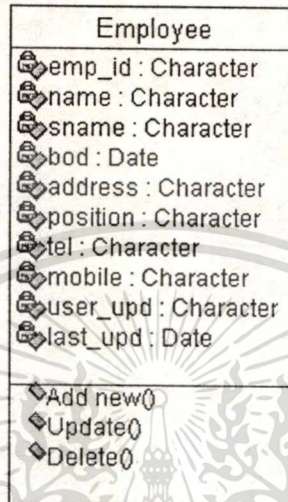 Employee
emp_id : Character
name : Character
sname : Character
bod : Date
address : Character
position : Character
tel : Character
mobile : Character
user_upd : Character
last_upd : Date
Add new()
Update()
Delete()